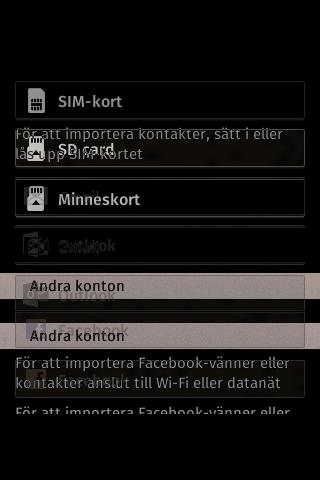 SIM-kort
För att importera kontakter, sätt i eller
lås upp SIM-kortet
SD card
Minneskort
Outlook
Andra konton
Outlook
Facebook
Andra konton
För att importera Facebook-vänner eller
kontakter anslut till Wi-Fi eller datanät
Facebook
För att importera Facebook-vänner eller